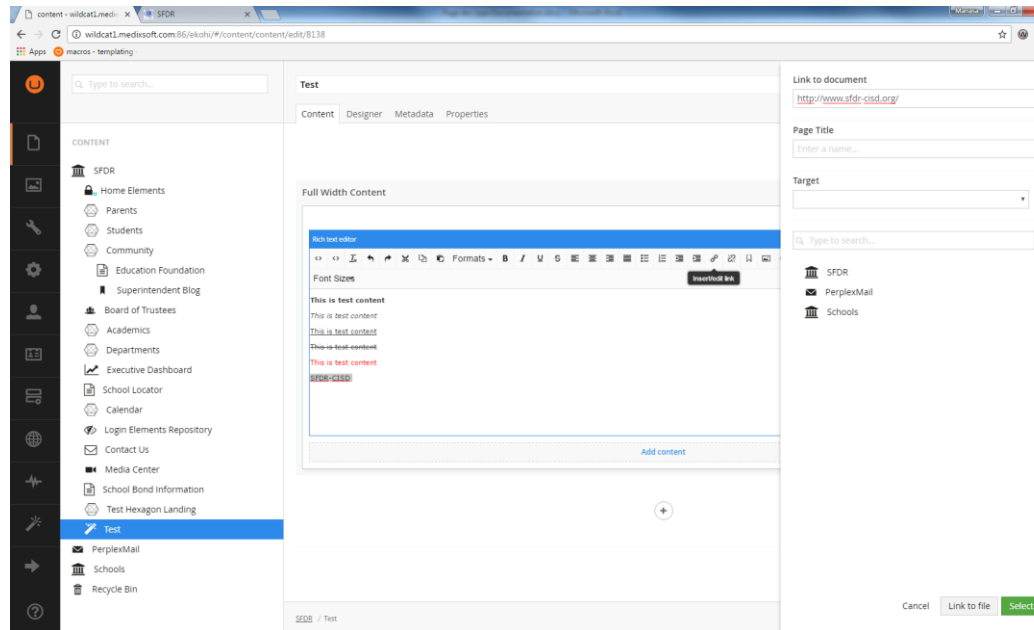 content - wildcat1.medix
SFDR
wildcat1.medixsoft.com:86/ekohi/#/content/content/edit/8138
Apps
macros - templating -
Type to search...
CONTENT
SFDR
Home Elements
Parents
Students
Community
Education Foundation
Superintendent Blog
Board of Trustees
Academics
Departments
Executive Dashboard
School Locator
Calendar
Login Elements Repository
Contact Us
Media Center
School Bond Information
Test Hexagon Landing
Test
PerplexMail
Schools
Recycle Bin
Test
Content Designer Metadata Properties
Full Width Content
Rich text editor
Formats
B I U S
Font Sizes
Insert/edit link
This is test content
This is test content
This is test content
This is test content
This is test content
SFDR-CISD
Add content
SFDR / Test
Link to document
http://www.sfdr-cisd.org/
Page Title
Enter a name...
Target
Type to search...
SFDR
PerplexMail
Schools
Cancel Link to file Select